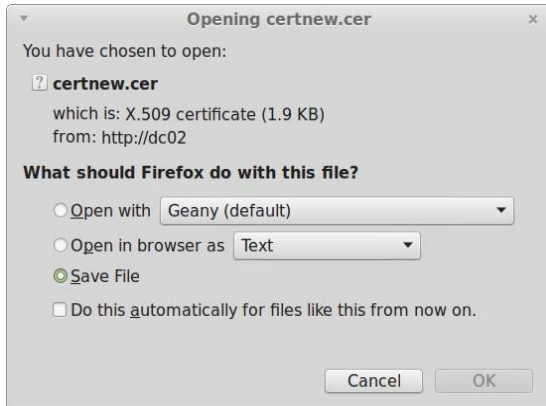 Opening certnew.cer
You have chosen to open:
certnew.cer
which is: X.509 certificate (1.9 KB)
from: http://dc02
What should Firefox do with this file?
Open with Geany (default)
Open in browser as Text
Save File
Do this automatically for files like this from now on.
Cancel OK